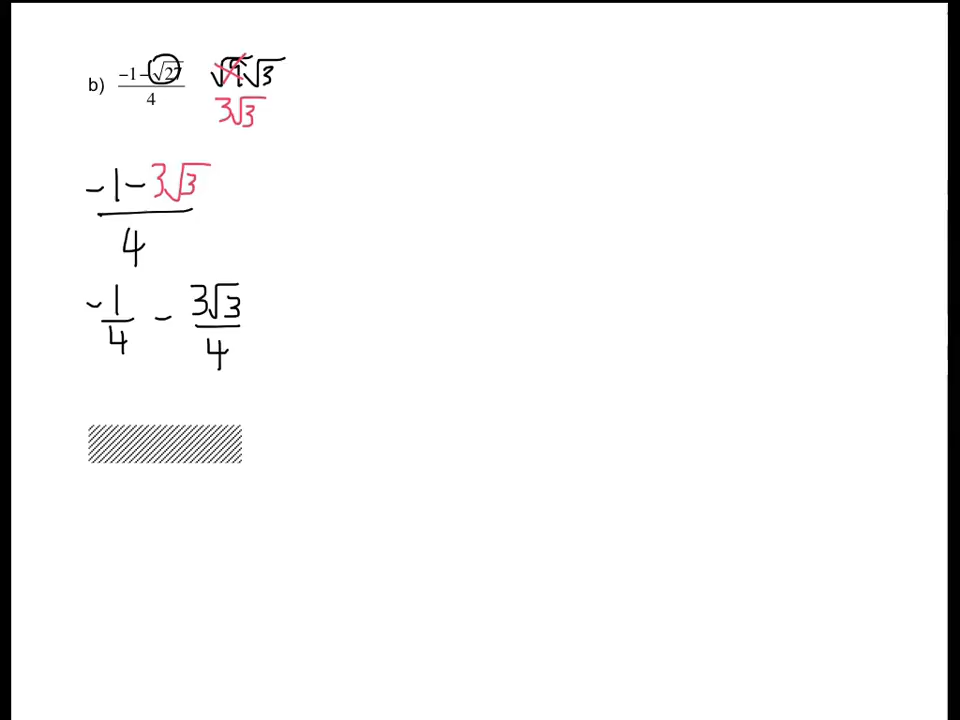 b) (−1−√27)/4 √9√3
3√3
(-1-3√3)/4
-1/4 - 3√3/4